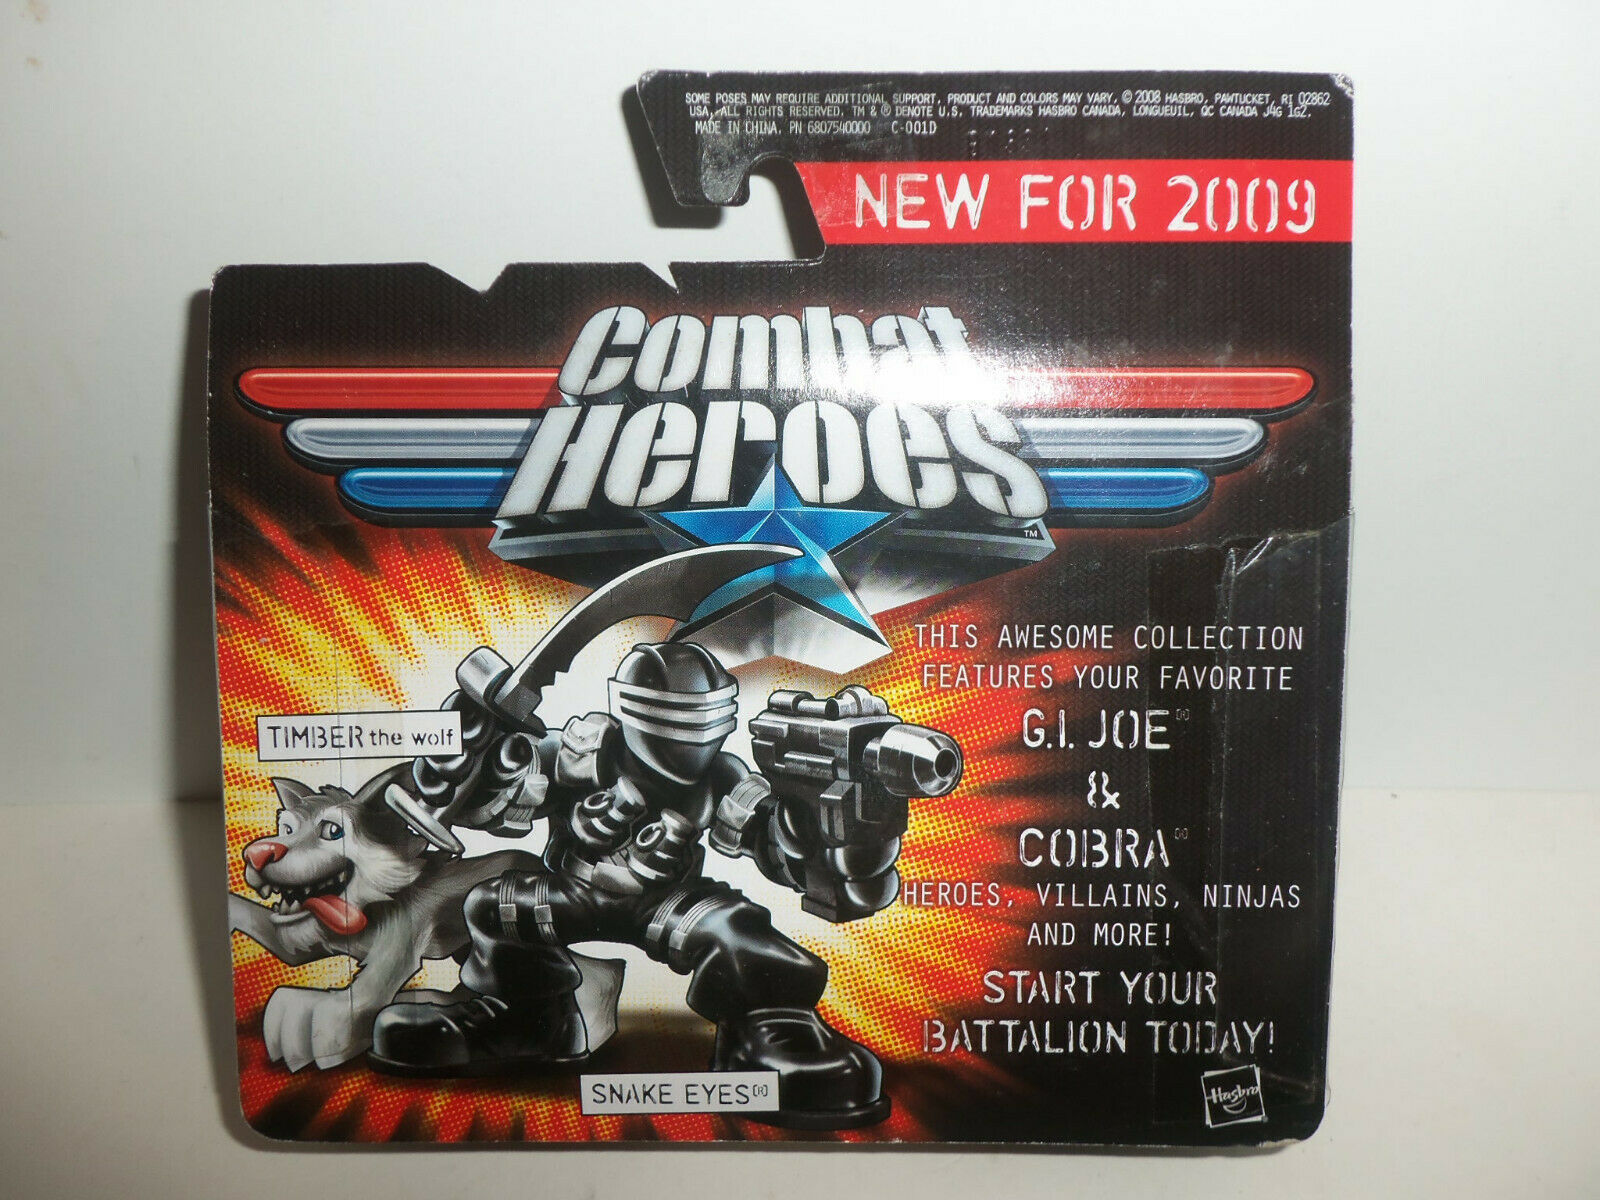 SOME POSES MAY REQUIRE ADDITIONAL SUPPORT. PRODUCT AND COLORS MAY VARY. © 2008 HASBRO, PAWTUCKET, RI 02862
USA. ALL RIGHTS RESERVED. TM & ® DENOTE U.S. TRADEMARKS HASBRO CANADA, LONGUEUIL, QC CANADA J4G 1G2.
MADE IN CHINA. PN 6807540000 C-001D
NEW FOR 2009
Combat
Heroes
TM
THIS AWESOME COLLECTION
FEATURES YOUR FAVORITE
G.I. JOE
&
COBRA
HEROES, VILLAINS, NINJAS
AND MORE!
START YOUR
BATTALION TODAY!
TIMBER the wolf
SNAKE EYES(R)
Hasbro